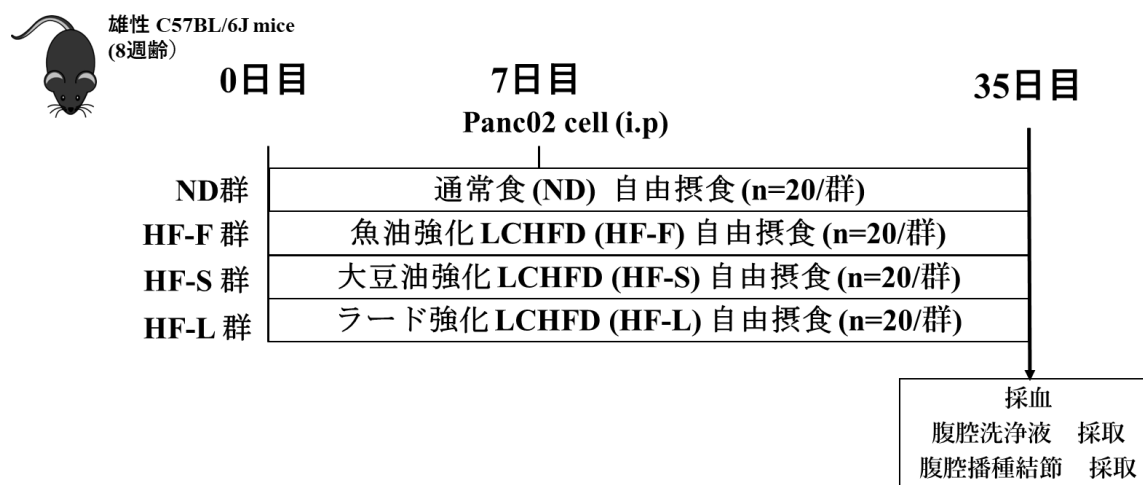 雄性 C57BL/6J mice
(8週齢）
0日目
7日目
35日目
Panc02 cell (i.p)
ND群
通常食 (ND) 自由摂食 (n=20/群)
HF-F 群
魚油強化 LCHFD (HF-F) 自由摂食 (n=20/群)
HF-S 群
大豆油強化 LCHFD (HF-S) 自由摂食 (n=20/群)
HF-L 群
ラード強化 LCHFD (HF-L) 自由摂食 (n=20/群)
採血
腹腔洗浄液　採取
腹腔播種結節　採取